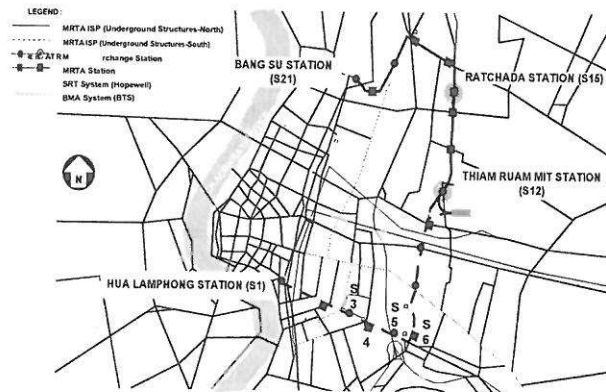 LEGEND:
MRTA ISP (Underground Structures-North)
MRTA ISP (Underground Structures-South)
rchange Station
MRTA Station
SRT System (Hopewell)
BMA System (BTS)
BANG SU STATION
(S21)
RATCHADA STATION (S15)
THIAM RUAM MIT STATION
(S12)
N
HUA LAMPHONG STATION (S1)
S
3
4
S
5
S
6